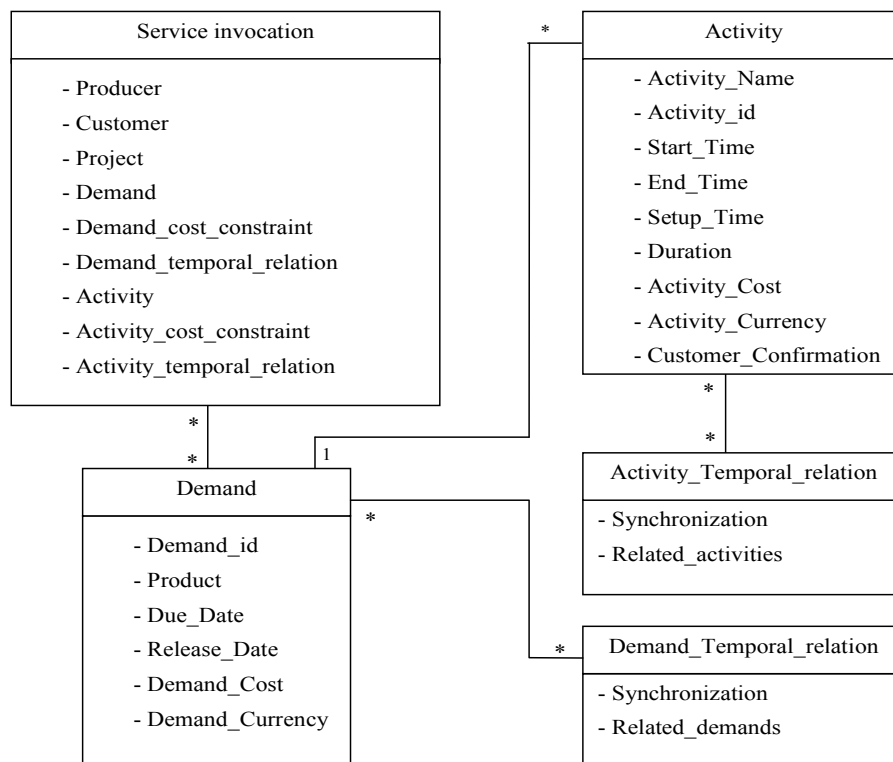 Service invocation
- Producer
- Customer
- Project
- Demand
- Demand_cost_constraint
- Demand_temporal_relation
- Activity
- Activity_cost_constraint
- Activity_temporal_relation
*
*
*
1
Activity
- Activity_Name
- Activity_id
- Start_Time
- End_Time
- Setup_Time
- Duration
- Activity_Cost
- Activity_Currency
- Customer_Confirmation
*
*
Demand
- Demand_id
- Product
- Due_Date
- Release_Date
- Demand_Cost
- Demand_Currency
*
*
Activity_Temporal_relation
- Synchronization
- Related_activities
Demand_Temporal_relation
- Synchronization
- Related_demands